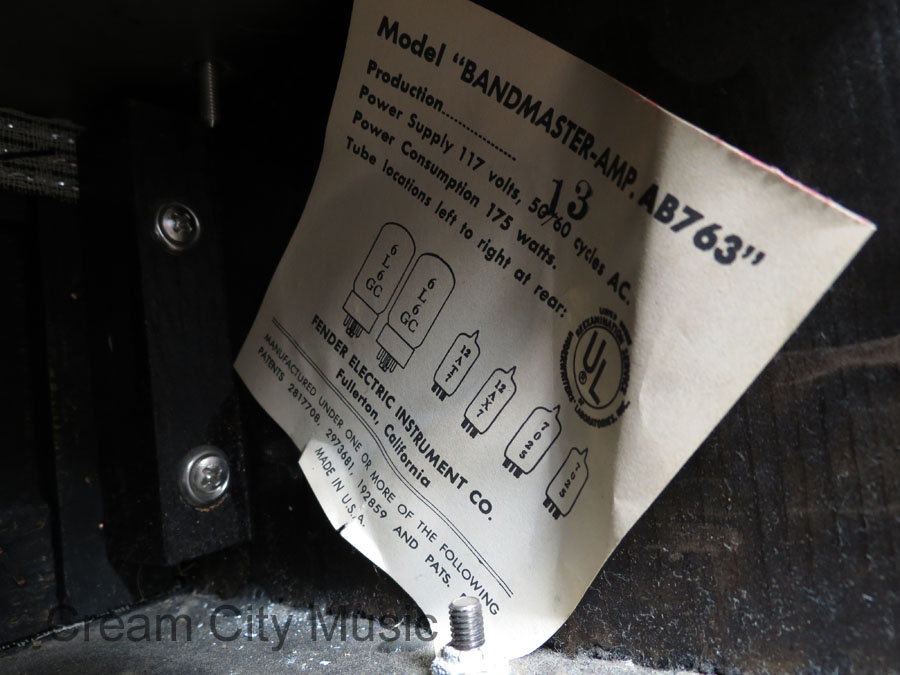 Model "BANDMASTER-AMP. AB763"
Production...............
13
Power Supply 117 volts, 50/60 cycles AC.
Power Consumption 175 watts.
Tube locations left to right at rear:
6L6GC
6L6GC
12AT7
12AX7
7025
7025
UL
®
FENDER ELECTRIC INSTRUMENT CO.
Fullerton, California
MANUFACTURED UNDER ONE OR MORE OF THE FOLLOWING
PATENTS 2817708, 2973681, 192859 AND PATS.
MADE IN U.S.A.
Cream City Music